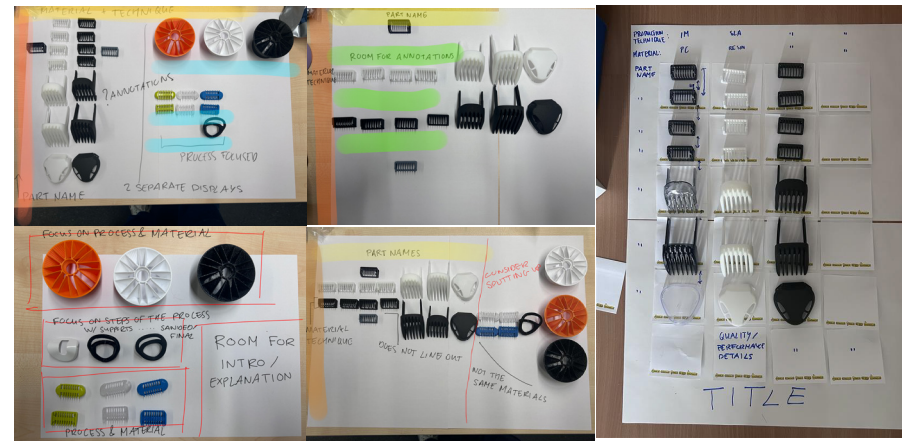 MATERIAL + TECHNIQUE
? ANNOTATIONS
PROCESS FOCUSED
PART NAME
2 SEPARATE DISPLAYS
PART NAME
ROOM FOR ANNOTATIONS
MATERIAL
TECHNIQUE
FOCUS ON PROCESS & MATERIAL
FOCUS ON STEPS OF THE PROCESS
W/ SUPPORTS
SANDED/
FINAL
ROOM FOR
INTRO /
EXPLANATION
PROCESS & MATERIAL
PART NAMES
CONSIDER
SPLITTING UP
MATERIAL
TECHNIQUE
DOES NOT LINE OUT
NOT THE
SAME MATERIALS
PRODUCTION
TECHNIQUE: IM SLA " "
MATERIAL: PC RESIN " "
PART
NAME
"
"
"
"
"
"
QUALITY/
PERFORMANCE
DETAILS
" "
TITLE